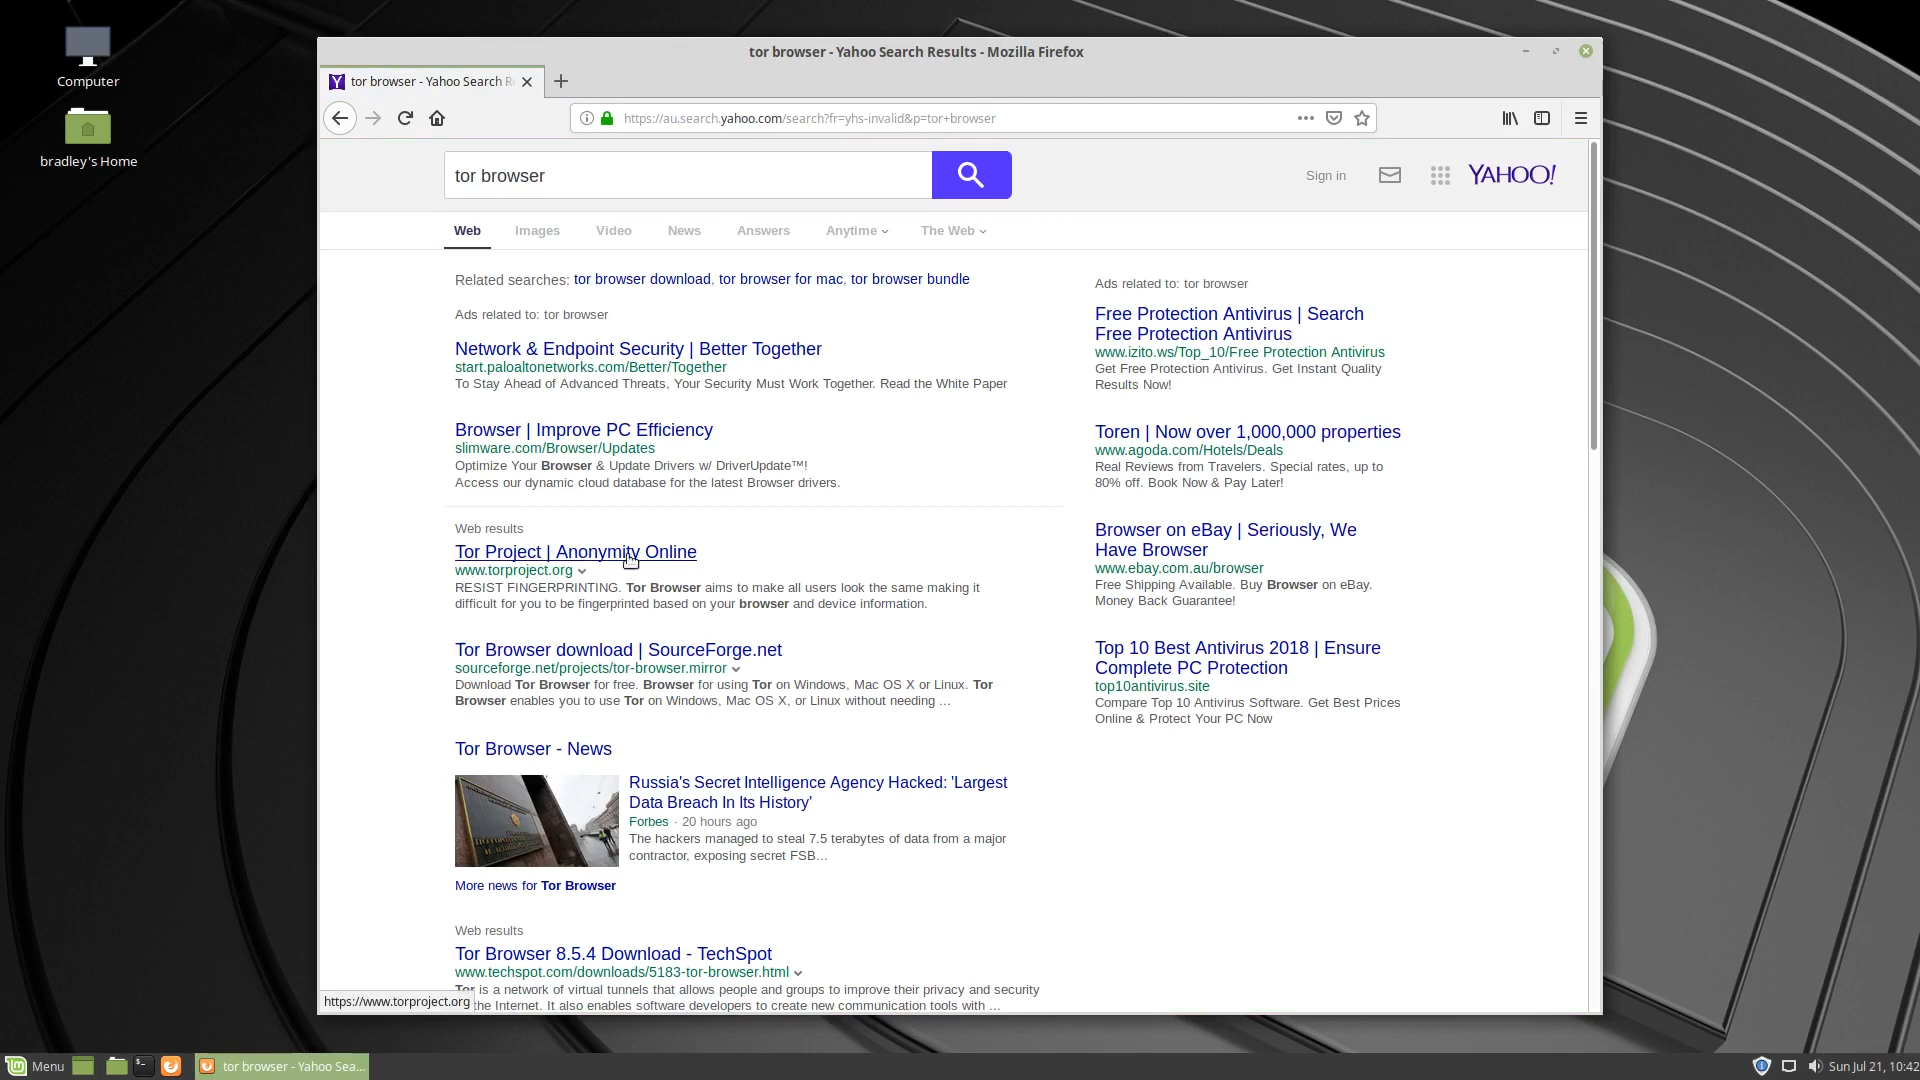 Computer
bradley's Home
tor browser - Yahoo Search Results - Mozilla Firefox
tor browser - Yahoo Search R
https://au.search.yahoo.com/search?fr=yhs-invalid&p=tor+browser
tor browser
Sign in
YAHOO!
Web Images Video News Answers Anytime The Web
Related searches: tor browser download, tor browser for mac, tor browser bundle
Ads related to: tor browser
Network & Endpoint Security | Better Together
start.paloaltonetworks.com/Better/Together
To Stay Ahead of Advanced Threats, Your Security Must Work Together. Read the White Paper
Browser | Improve PC Efficiency
slimware.com/Browser/Updates
Optimize Your Browser & Update Drivers w/ DriverUpdate™!
Access our dynamic cloud database for the latest Browser drivers.
Web results
Tor Project | Anonymity Online
www.torproject.org
RESIST FINGERPRINTING. Tor Browser aims to make all users look the same making it
difficult for you to be fingerprinted based on your browser and device information.
Tor Browser download | SourceForge.net
sourceforge.net/projects/tor-browser.mirror
Download Tor Browser for free. Browser for using Tor on Windows, Mac OS X or Linux. Tor
Browser enables you to use Tor on Windows, Mac OS X, or Linux without needing ...
Tor Browser - News
Russia's Secret Intelligence Agency Hacked: 'Largest
Data Breach In Its History'
Forbes · 20 hours ago
The hackers managed to steal 7.5 terabytes of data from a major
contractor, exposing secret FSB...
More news for Tor Browser
Web results
Tor Browser 8.5.4 Download - TechSpot
www.techspot.com/downloads/5183-tor-browser.html
Tor is a network of virtual tunnels that allows people and groups to improve their privacy and security
the Internet. It also enables software developers to create new communication tools with ...
https://www.torproject.org
Ads related to: tor browser
Free Protection Antivirus | Search
Free Protection Antivirus
www.izito.ws/Top_10/Free Protection Antivirus
Get Free Protection Antivirus. Get Instant Quality
Results Now!
Toren | Now over 1,000,000 properties
www.agoda.com/Hotels/Deals
Real Reviews from Travelers. Special rates, up to
80% off. Book Now & Pay Later!
Browser on eBay | Seriously, We
Have Browser
www.ebay.com.au/browser
Free Shipping Available. Buy Browser on eBay.
Money Back Guarantee!
Top 10 Best Antivirus 2018 | Ensure
Complete PC Protection
top10antivirus.site
Compare Top 10 Antivirus Software. Get Best Prices
Online & Protect Your PC Now
Menu
tor browser - Yahoo Sea...
Sun Jul 21, 10:42